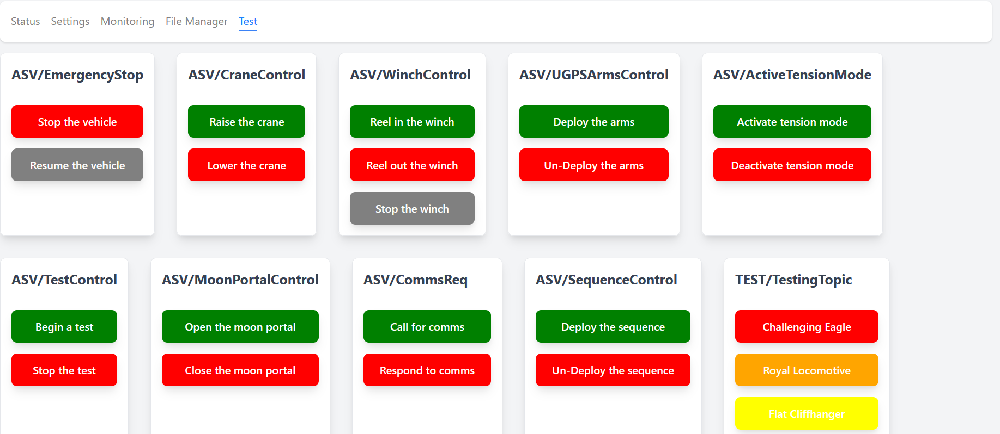 Status Settings Monitoring File Manager Test
ASV/EmergencyStop
Stop the vehicle
Resume the vehicle
ASV/CraneControl
Raise the crane
Lower the crane
ASV/WinchControl
Reel in the winch
Reel out the winch
Stop the winch
ASV/UGPSArmsControl
Deploy the arms
Un-Deploy the arms
ASV/ActiveTensionMode
Activate tension mode
Deactivate tension mode
ASV/TestControl
Begin a test
Stop the test
ASV/MoonPortalControl
Open the moon portal
Close the moon portal
ASV/CommsReq
Call for comms
Respond to comms
ASV/SequenceControl
Deploy the sequence
Un-Deploy the sequence
TEST/TestingTopic
Challenging Eagle
Royal Locomotive
Flat Cliffhanger